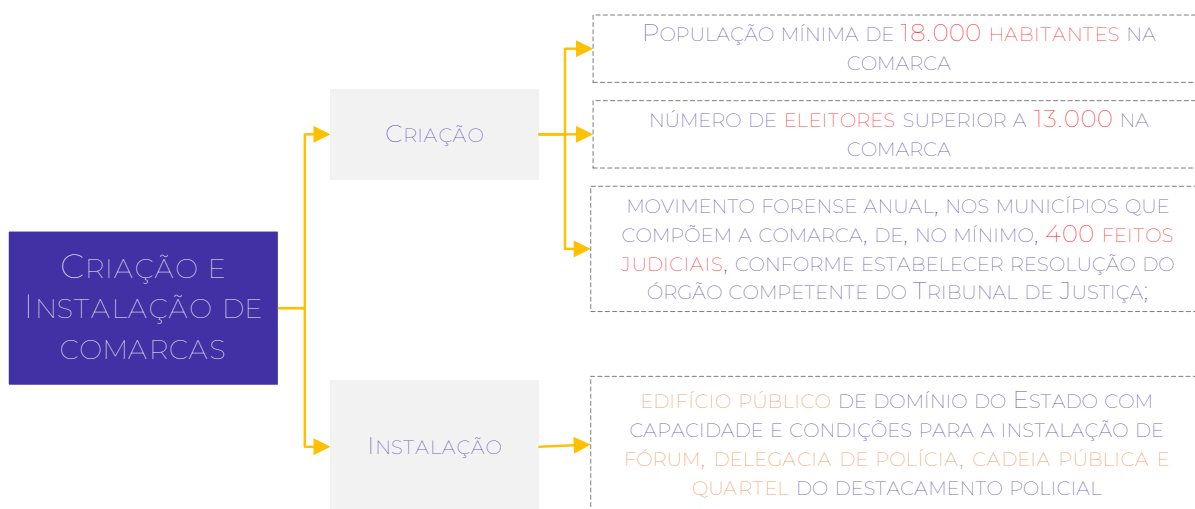 População mínima de 18.000 habitantes na
comarca
Criação
número de eleitores superior a 13.000 na
comarca
movimento forense anual, nos municípios que
compõem a comarca, de, no mínimo, 400 feitos
judiciais, conforme estabelecer resolução do
órgão competente do Tribunal de Justiça;
Criação e
Instalação de
comarcas
Instalação
edifício público de domínio do Estado com
capacidade e condições para a instalação de
fórum, delegacia de polícia, cadeia pública e
quartel do destacamento policial